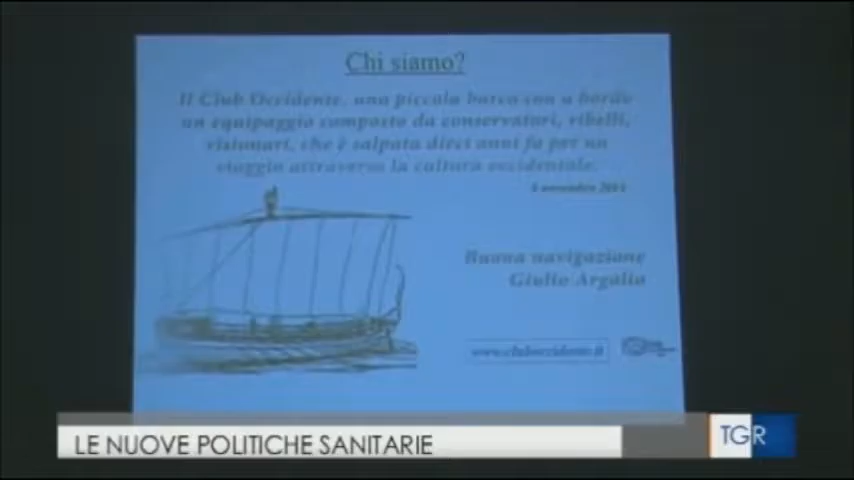 Chi siamo?
Il Club Occidente, una piccola barca con a bordo
un equipaggio composto da conservatori, ribelli,
visionari, che è salpata dieci anni fa per un
viaggio attraverso la cultura occidentale.
novembre
Buona navigazione
Giulio Argalia
www.cluboccidente.it
LE NUOVE POLITICHE SANITARIE
TGR